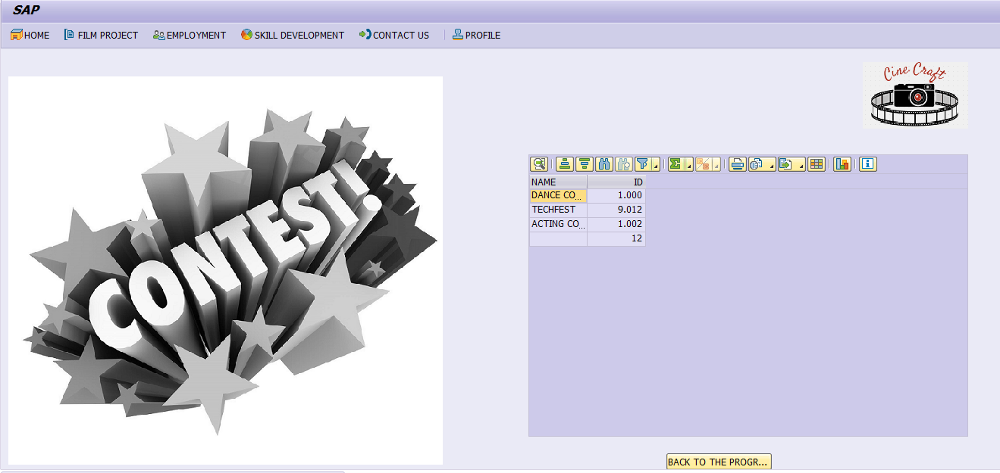 SAP
HOME FILM PROJECT EMPLOYMENT SKILL DEVELOPMENT CONTACT US PROFILE
Cine Craft
CONTEST!
NAME ID
DANCE CO... 1.000
TECHFEST 9.012
ACTING CO... 1.002
12
BACK TO THE PROGR...